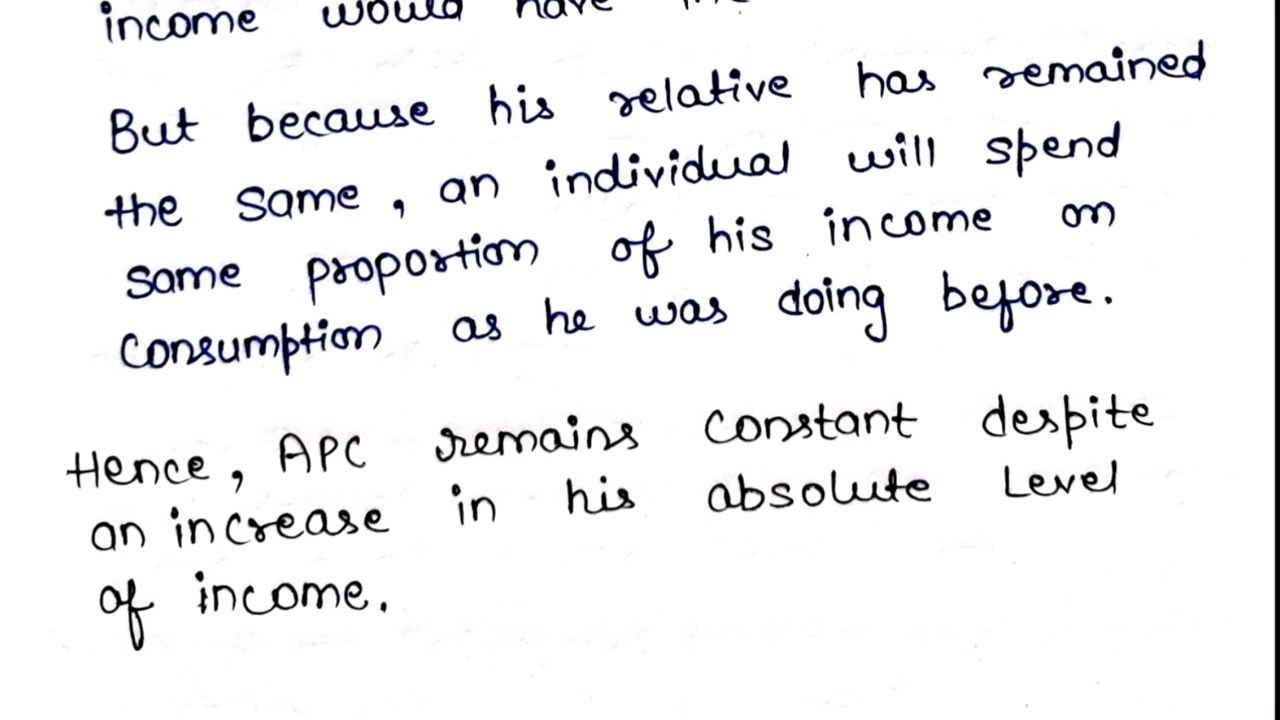 income would have
But because his relative has remained
the same, an individual will spend
same proportion of his income on
consumption as he was doing before.
Hence, APC remains constant despite
an increase in his absolute Level
of income.